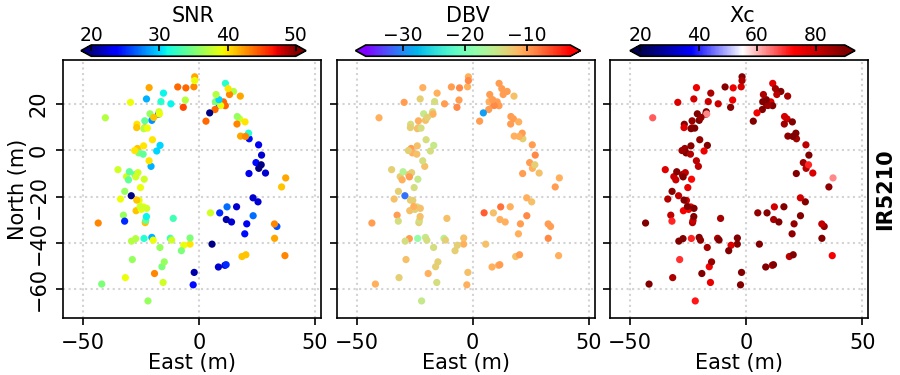 SNR DBV Xc
20 30 40 50 −30 −20 −10 20 40 60 80
North (m)
20
0
−20
−40
−60
IR5210
−50 0 50 −50 0 50 −50 0 50
East (m) East (m) East (m)